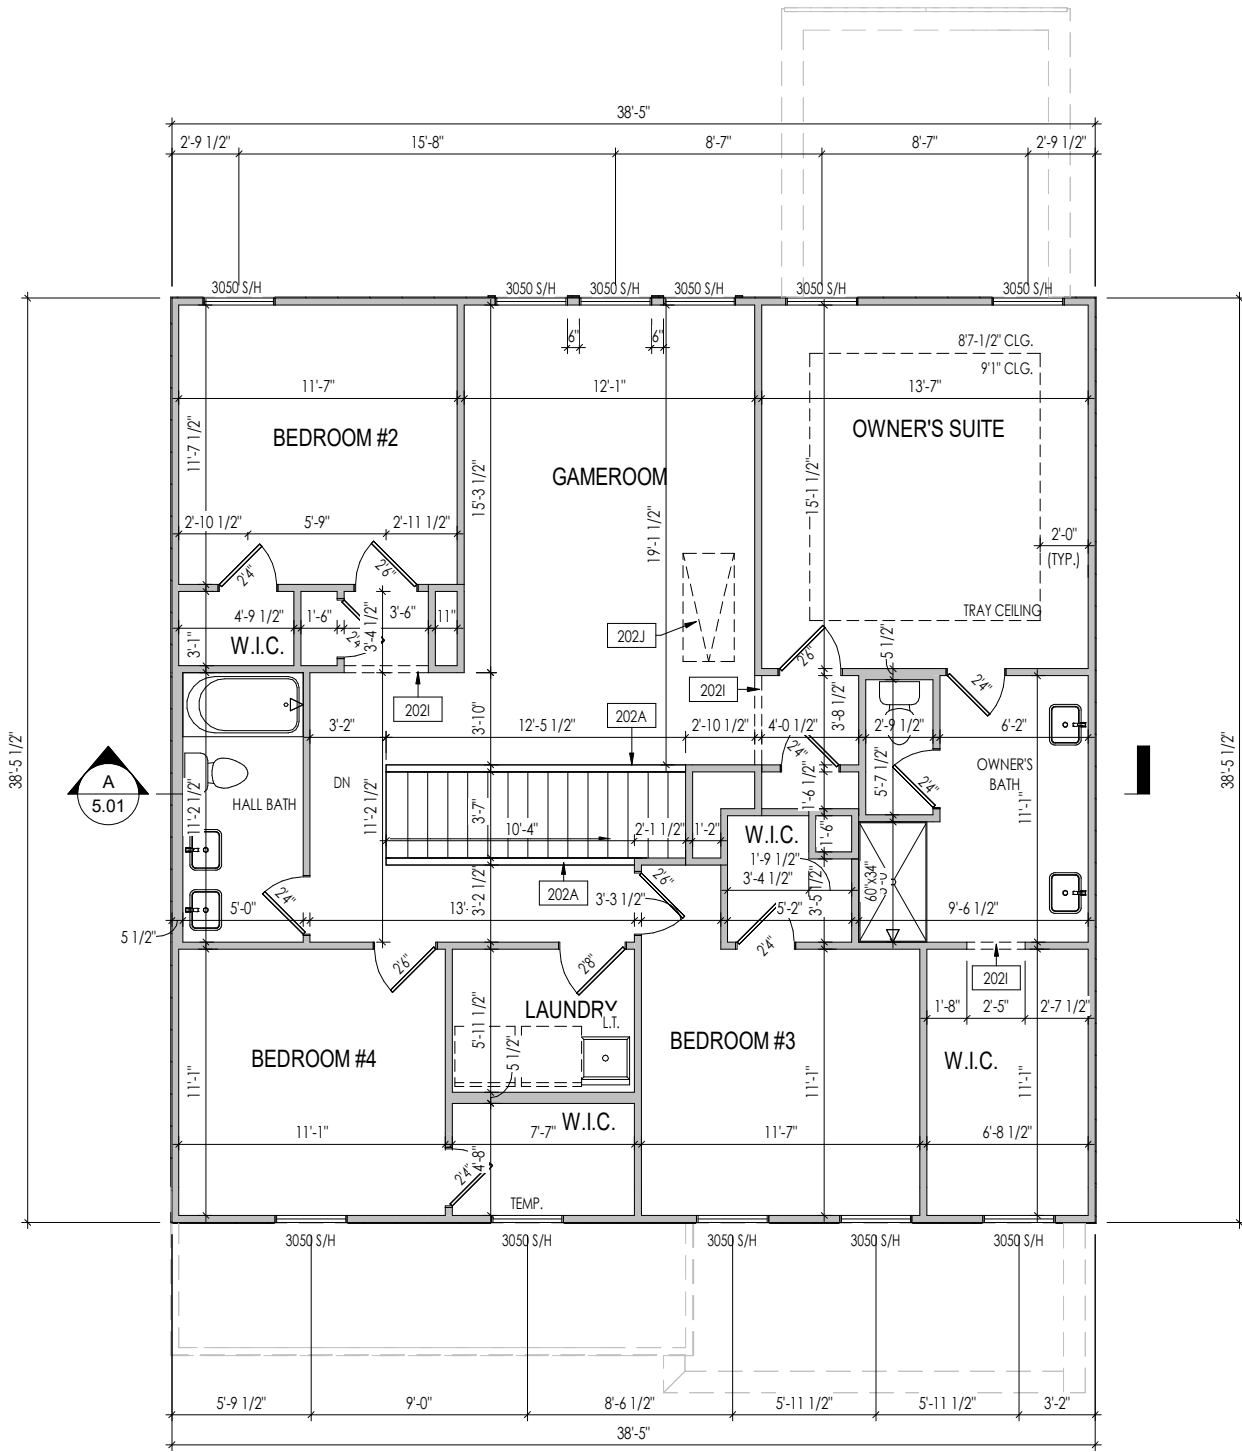 38'-5"
2'-9 1/2"
15'-8"
8'-7"
8'-7"
2'-9 1/2"
3050 S/H
3050 S/H
3050 S/H
3050 S/H
3050 S/H
3050 S/H
6"
6"
8'7-1/2" CLG.
9'1" CLG.
11'-7"
12'-1"
13'-7"
BEDROOM #2
OWNER'S SUITE
GAMEROOM
11'-7 1/2"
15'-3 1/2"
19'-1 1/2"
15'-1 1/2"
2'-10 1/2"
5'-9"
2'-11 1/2"
2'-0"
(TYP.)
2'4"
2'6"
4'-9 1/2"
1'-6"
3'-6"
11"
TRAY CEILING
3'-1"
W.I.C.
2'4"
3'-4 1/2"
202J
2'6"
5 1/2"
202I
202I
2'4"
202A
3'-2"
3'-10"
12'-5 1/2"
2'-10 1/2"
4'-0 1/2"
3'-8 1/2"
2'-9 1/2"
6'-2"
38'-5 1/2"
38'-5 1/2"
A
5.01
DN
HALL BATH
11'-2 1/2"
11'-2 1/2"
3'-7"
2'4"
1'-6 1/2"
5'-7 1/2"
2'4"
OWNER'S
BATH
11'-1"
10'-4"
2'-1 1/2"
1'-2"
W.I.C.
1'-6"
1'-9 1/2"
3'-4 1/2"
202A
2'6"
3'-3 1/2"
3'-2 1/2"
3'-5 1/2"
60"x34"
2'4"
5'-0"
13'-
5'-2"
9'-6 1/2"
5 1/2"
2'4"
2'6"
2'8"
202I
1'-8"
2'-5"
2'-7 1/2"
LAUNDRY
L.T.
5'-11 1/2"
5 1/2"
BEDROOM #4
BEDROOM #3
W.I.C.
11'-1"
11'-1"
11'-1"
W.I.C.
11'-1"
7'-7"
11'-7"
6'-8 1/2"
2'4"
4'-8"
TEMP.
3050 S/H
3050 S/H
3050 S/H
3050 S/H
3050 S/H
5'-9 1/2"
9'-0"
8'-6 1/2"
5'-11 1/2"
5'-11 1/2"
3'-2"
38'-5"